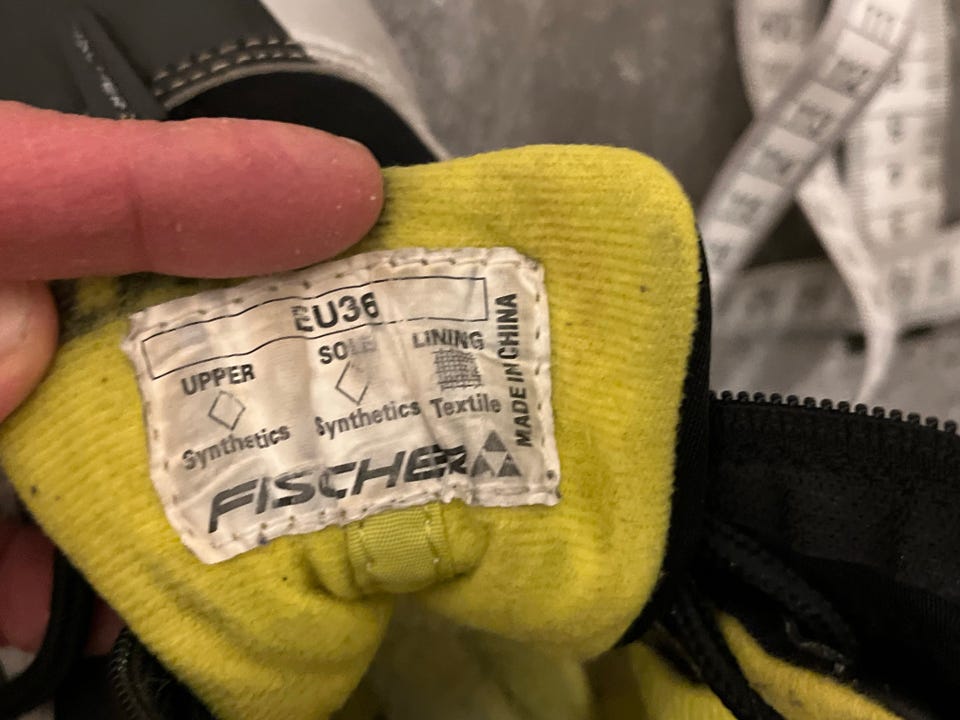 EU36
UPPER
SOLE
LINING
Synthetics
Synthetics
Textile
MADE IN CHINA
FISCHER